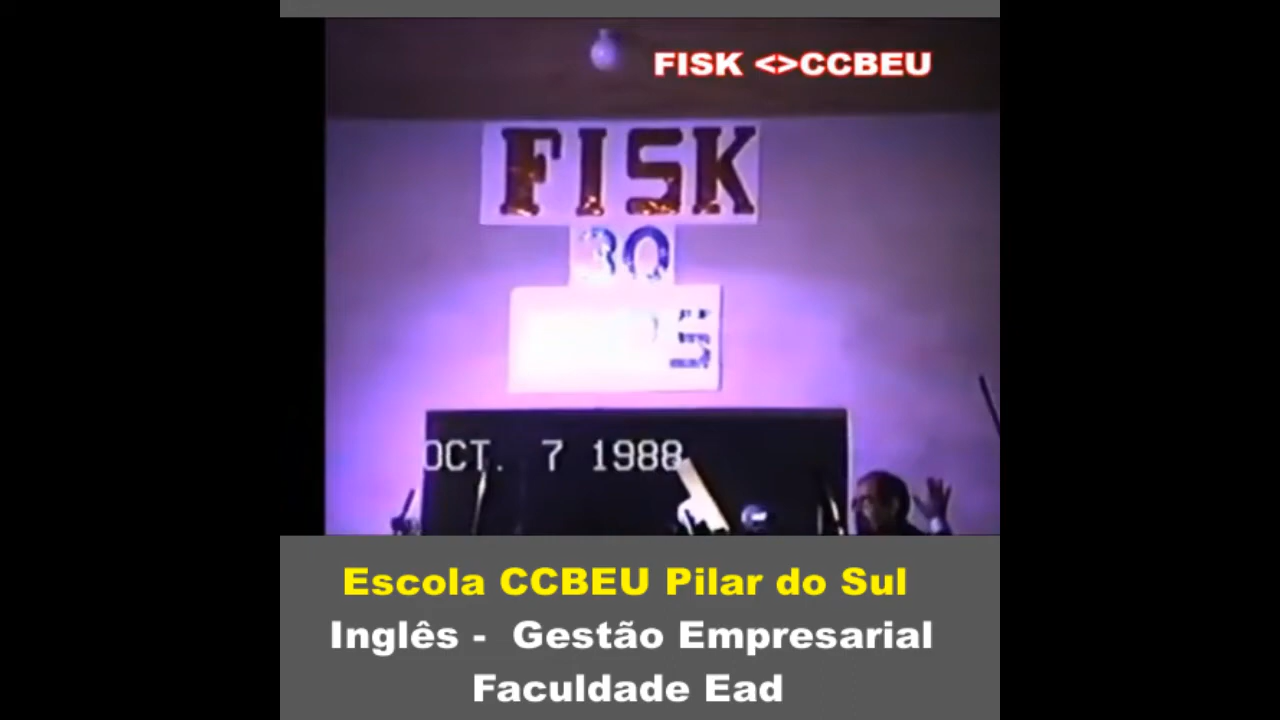 FISK <>CCBEU
FISK
30
OCT. 7 1988
Escola CCBEU Pilar do Sul
Inglês - Gestão Empresarial
Faculdade Ead